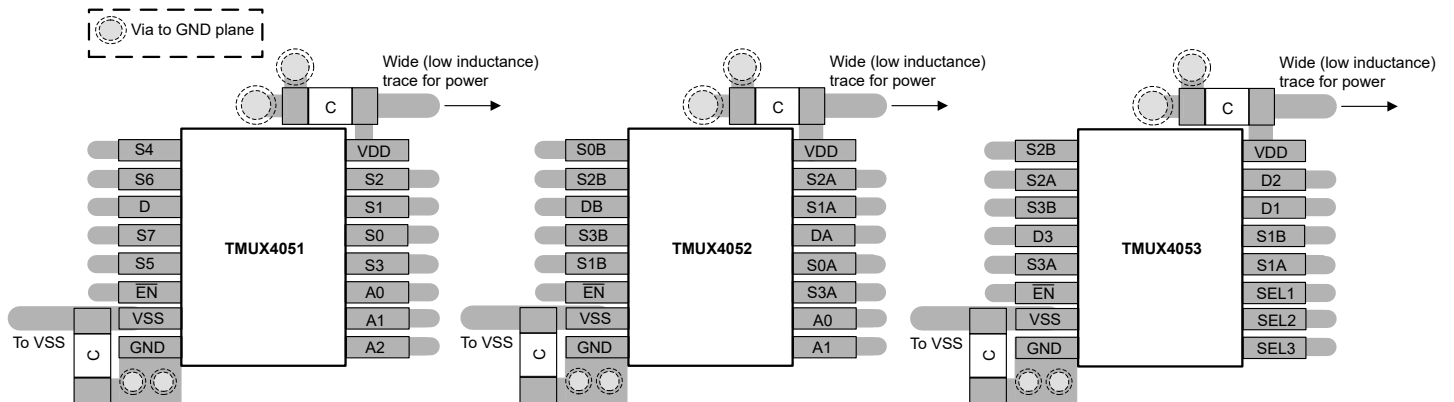 Via to GND plane
Wide (low inductance)
trace for power
C
S4
S6
D
S7
S5
EN
VSS
GND
TMUX4051
VDD
S2
S1
S0
S3
A0
A1
A2
To VSS
C
Wide (low inductance)
trace for power
C
S0B
S2B
DB
S3B
S1B
EN
VSS
GND
TMUX4052
VDD
S2A
S1A
DA
S0A
S3A
A0
A1
To VSS
C
Wide (low inductance)
trace for power
C
S2B
S2A
S3B
D3
S3A
EN
VSS
GND
TMUX4053
VDD
D2
D1
S1B
S1A
SEL1
SEL2
SEL3
To VSS
C